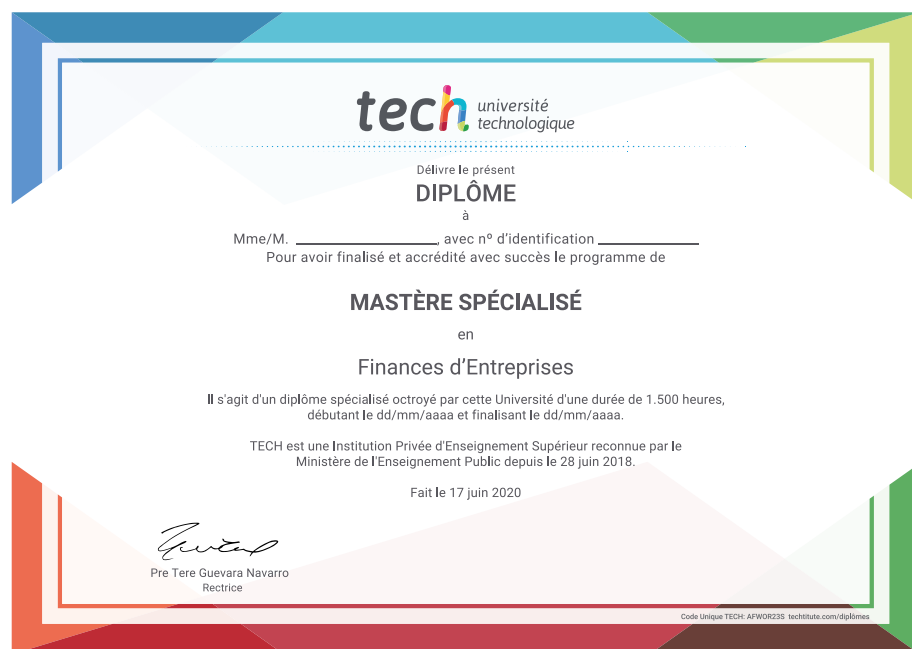 tech université
technologique
Délivre le présent
DIPLÔME
à
Mme/M. ____________________, avec nº d'identification ______________
Pour avoir finalisé et accrédité avec succès le programme de
MASTÈRE SPÉCIALISÉ
en
Finances d'Entreprises
Il s'agit d'un diplôme spécialisé octroyé par cette Université d'une durée de 1.500 heures,
débutant le dd/mm/aaaa et finalisant le dd/mm/aaaa.
TECH est une Institution Privée d'Enseignement Supérieur reconnue par le
Ministère de l'Enseignement Public depuis le 28 juin 2018.
Fait le 17 juin 2020
Pre Tere Guevara Navarro
Rectrice
Code Unique TECH: AFWOR23S techtitute.com/diplômes